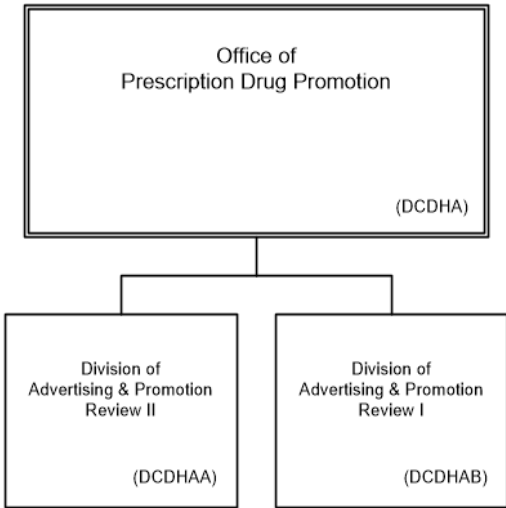 Office of
Prescription Drug Promotion
(DCDHA)
Division of
Advertising & Promotion
Review II
(DCDHAA)
Division of
Advertising & Promotion
Review I
(DCDHAB)